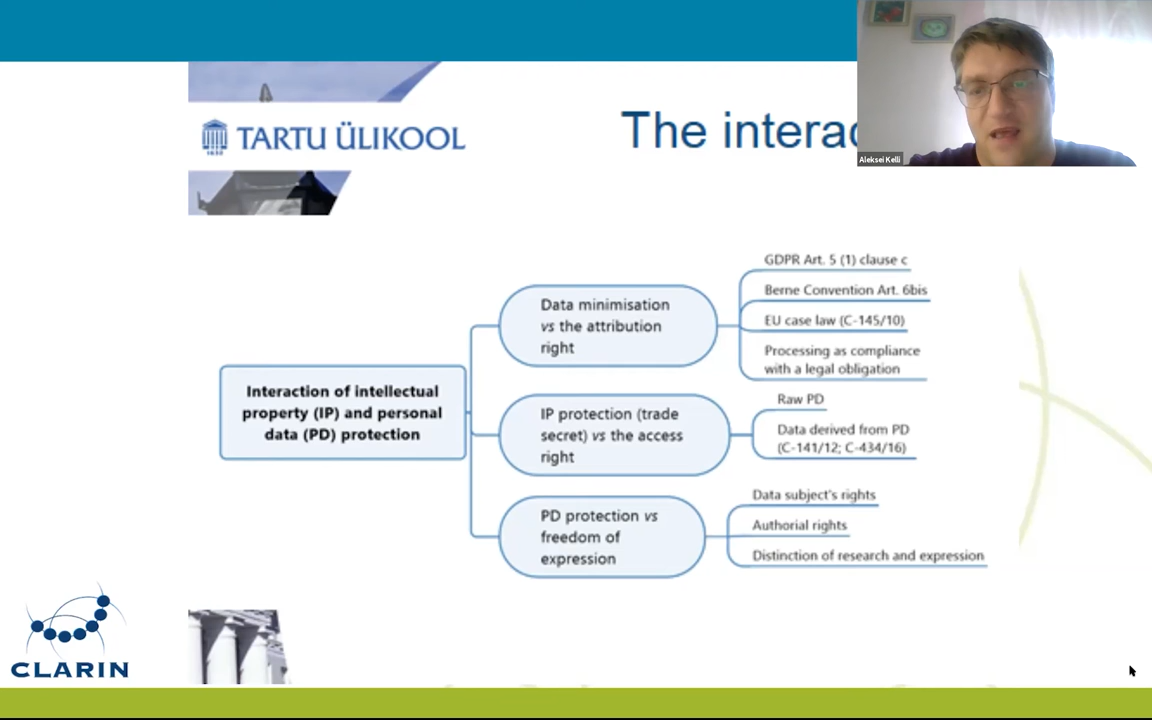 TARTU ÜLIKOOL
The interac
Aleksei Kelli
Interaction of intellectual
property (IP) and personal
data (PD) protection
Data minimisation
vs the attribution
right
GDPR Art. 5 (1) clause c
Berne Convention Art. 6bis
EU case law (C-145/10)
Processing as compliance
with a legal obligation
IP protection (trade
secret) vs the access
right
Raw PD
Data derived from PD
(C-141/12; C-434/16)
PD protection vs
freedom of
expression
Data subject's rights
Authorial rights
Distinction of research and expression
CLARIN